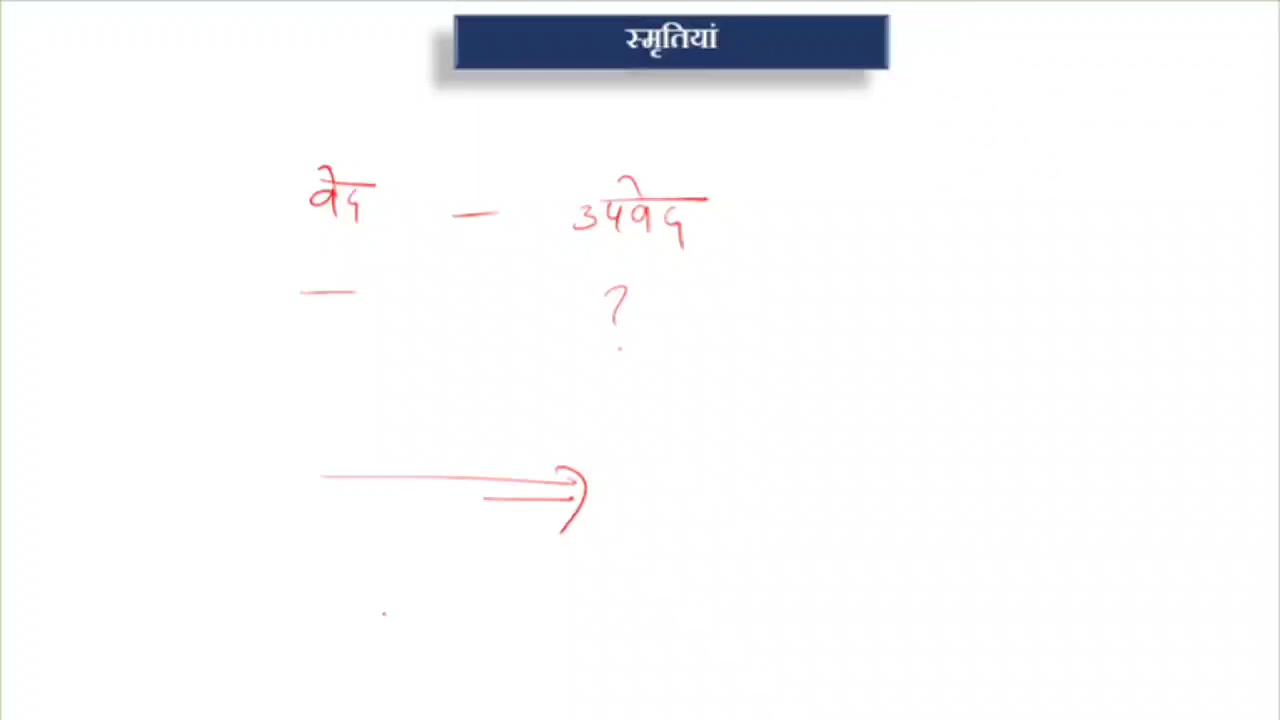 स्मृतियां
वेद - उपवेद
- ?